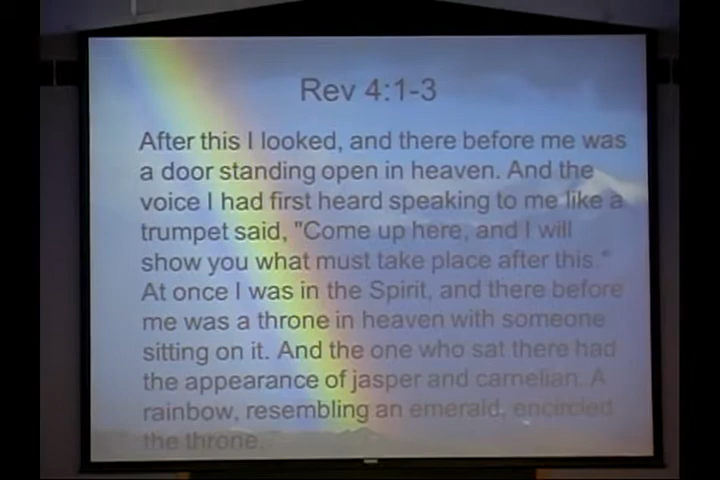 Rev 4:1-3
After this I looked, and there before me was
a door standing open in heaven. And the
voice I had first heard speaking to me like a
trumpet said, "Come up here, and I will
show you what must take place after this."
At once I was in the Spirit, and there before
me was a throne in heaven with someone
sitting on it. And the one who sat there had
the appearance of jasper and carnelian. A
rainbow, resembling an emerald, encircled
the throne.